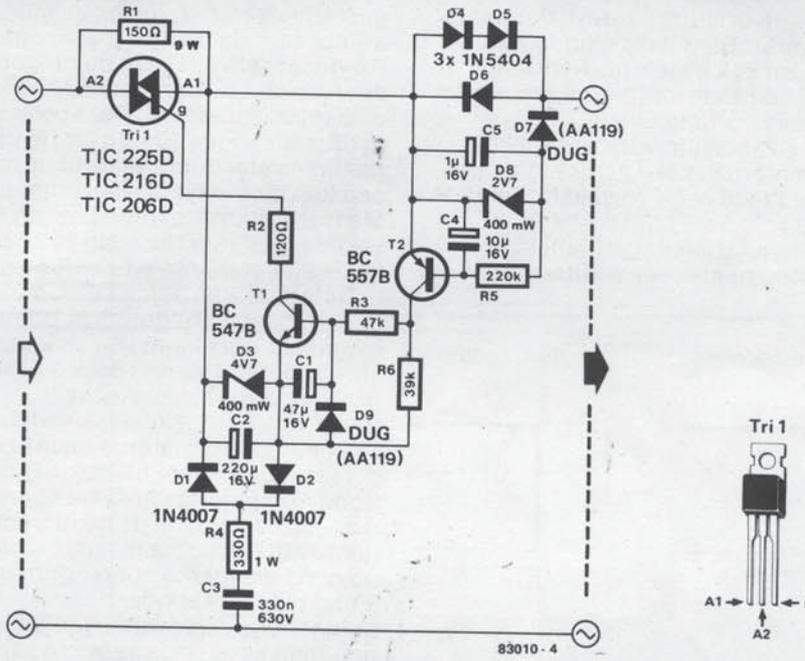 R1
150Ω
9 W
A2
A1
g
Tri 1
TIC 225D
TIC 216D
TIC 206D
D4
D5
3x 1N5404
D6
D7
(AA119)
DUG
C5
1µ
16V
D8
2V7
400 mW
C4
10µ
16V
T2
BC
557B
220k
R5
R2
120Ω
T1
BC
547B
R3
47k
R6
39k
D3
4V7
400 mW
C1
47µ
16V
D9
DUG
(AA119)
C2
220µ
16V
D1
D2
1N4007
1N4007
R4
330Ω
1 W
C3
330n
630V
83010 - 4
Tri 1
A1
A2